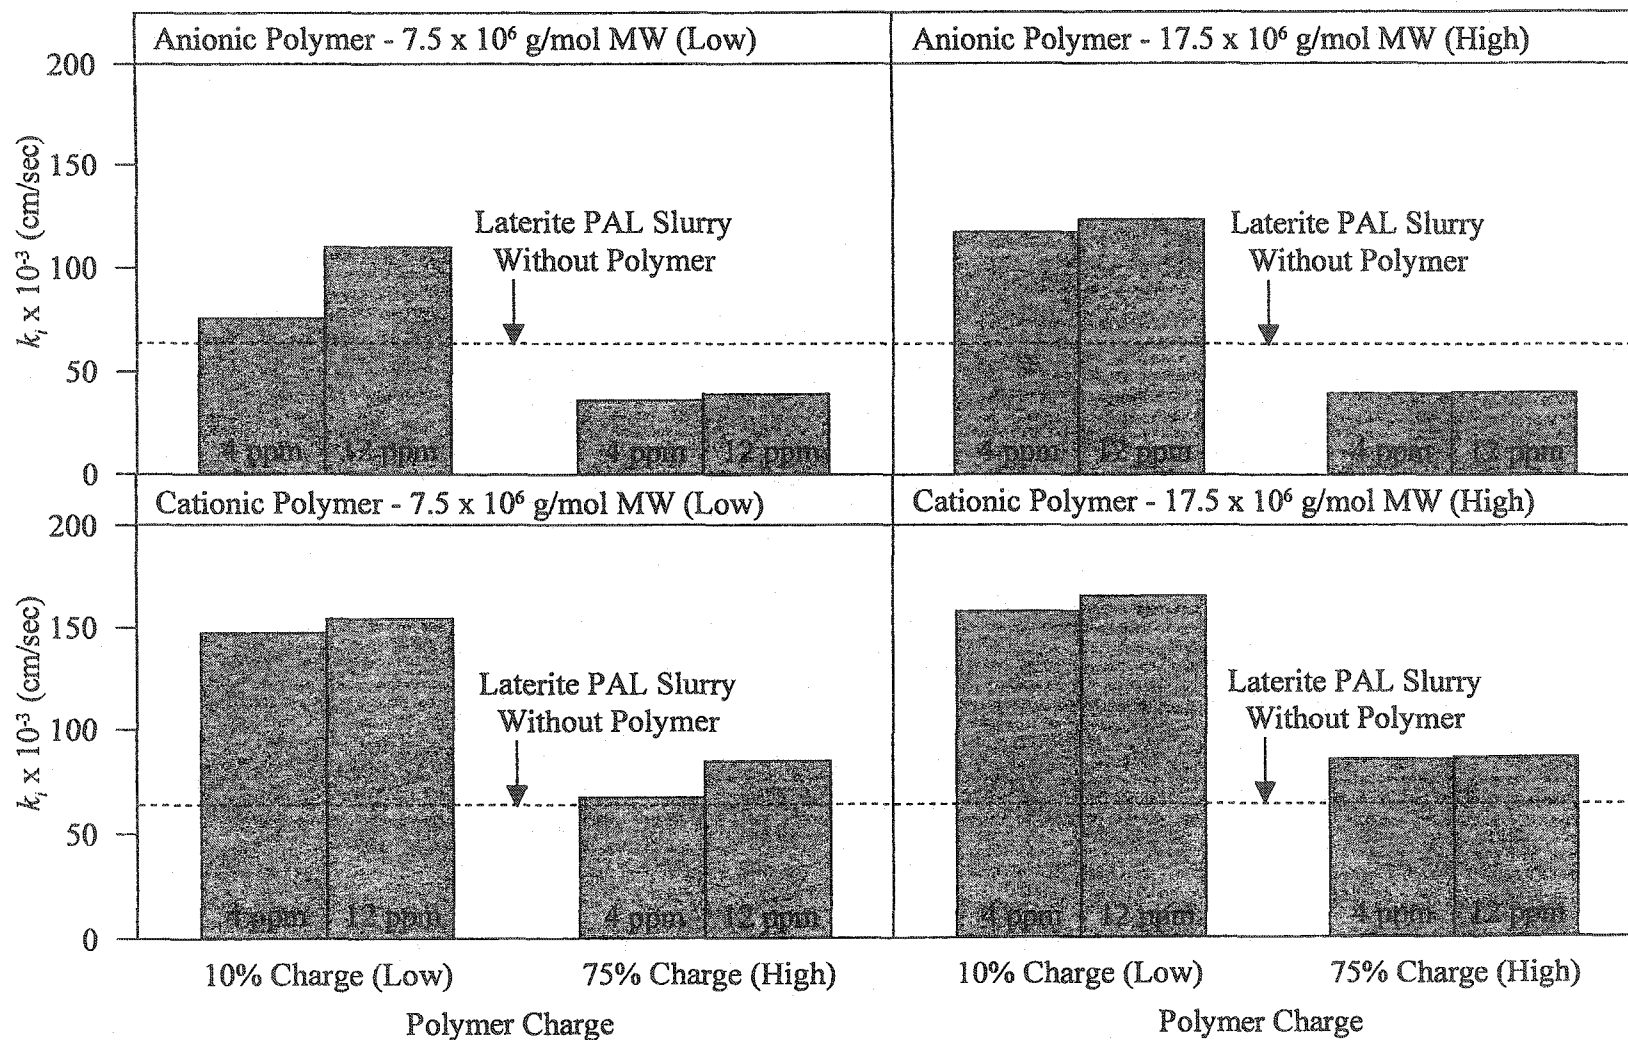 Anionic Polymer - 7.5 x 10⁶ g/mol MW (Low)
Anionic Polymer - 17.5 x 10⁶ g/mol MW (High)
200
150
100
50
0
kᵢ x 10⁻³ (cm/sec)
Laterite PAL Slurry
Without Polymer
Laterite PAL Slurry
Without Polymer
4 ppm 12 ppm 4 ppm 12 ppm
4 ppm 12 ppm 4 ppm 12 ppm
Cationic Polymer - 7.5 x 10⁶ g/mol MW (Low)
Cationic Polymer - 17.5 x 10⁶ g/mol MW (High)
200
150
100
50
0
kᵢ x 10⁻³ (cm/sec)
Laterite PAL Slurry
Without Polymer
Laterite PAL Slurry
Without Polymer
4 ppm 12 ppm 4 ppm 12 ppm
4 ppm 12 ppm 4 ppm 12 ppm
10% Charge (Low) 75% Charge (High)
10% Charge (Low) 75% Charge (High)
Polymer Charge
Polymer Charge